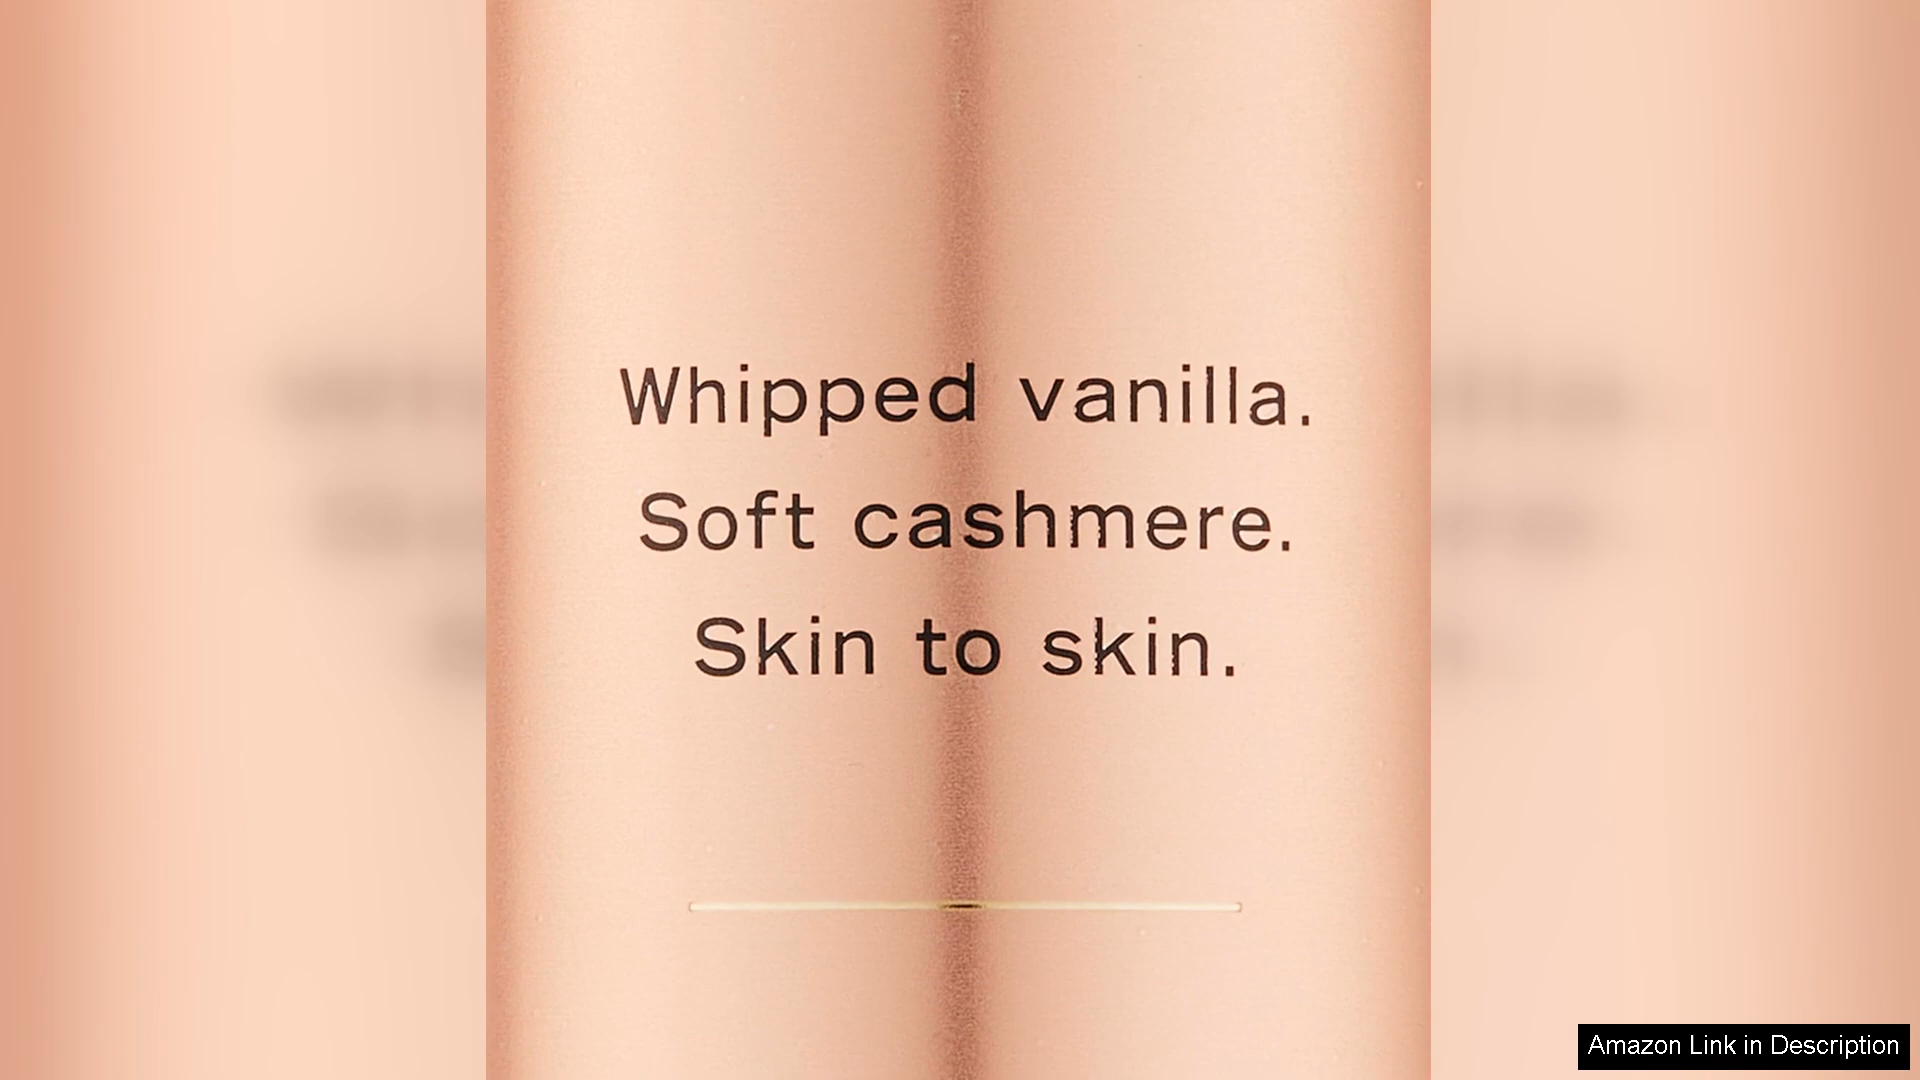 Whipped vanilla.
Soft cashmere.
Skin to skin.
Amazon Link in Description